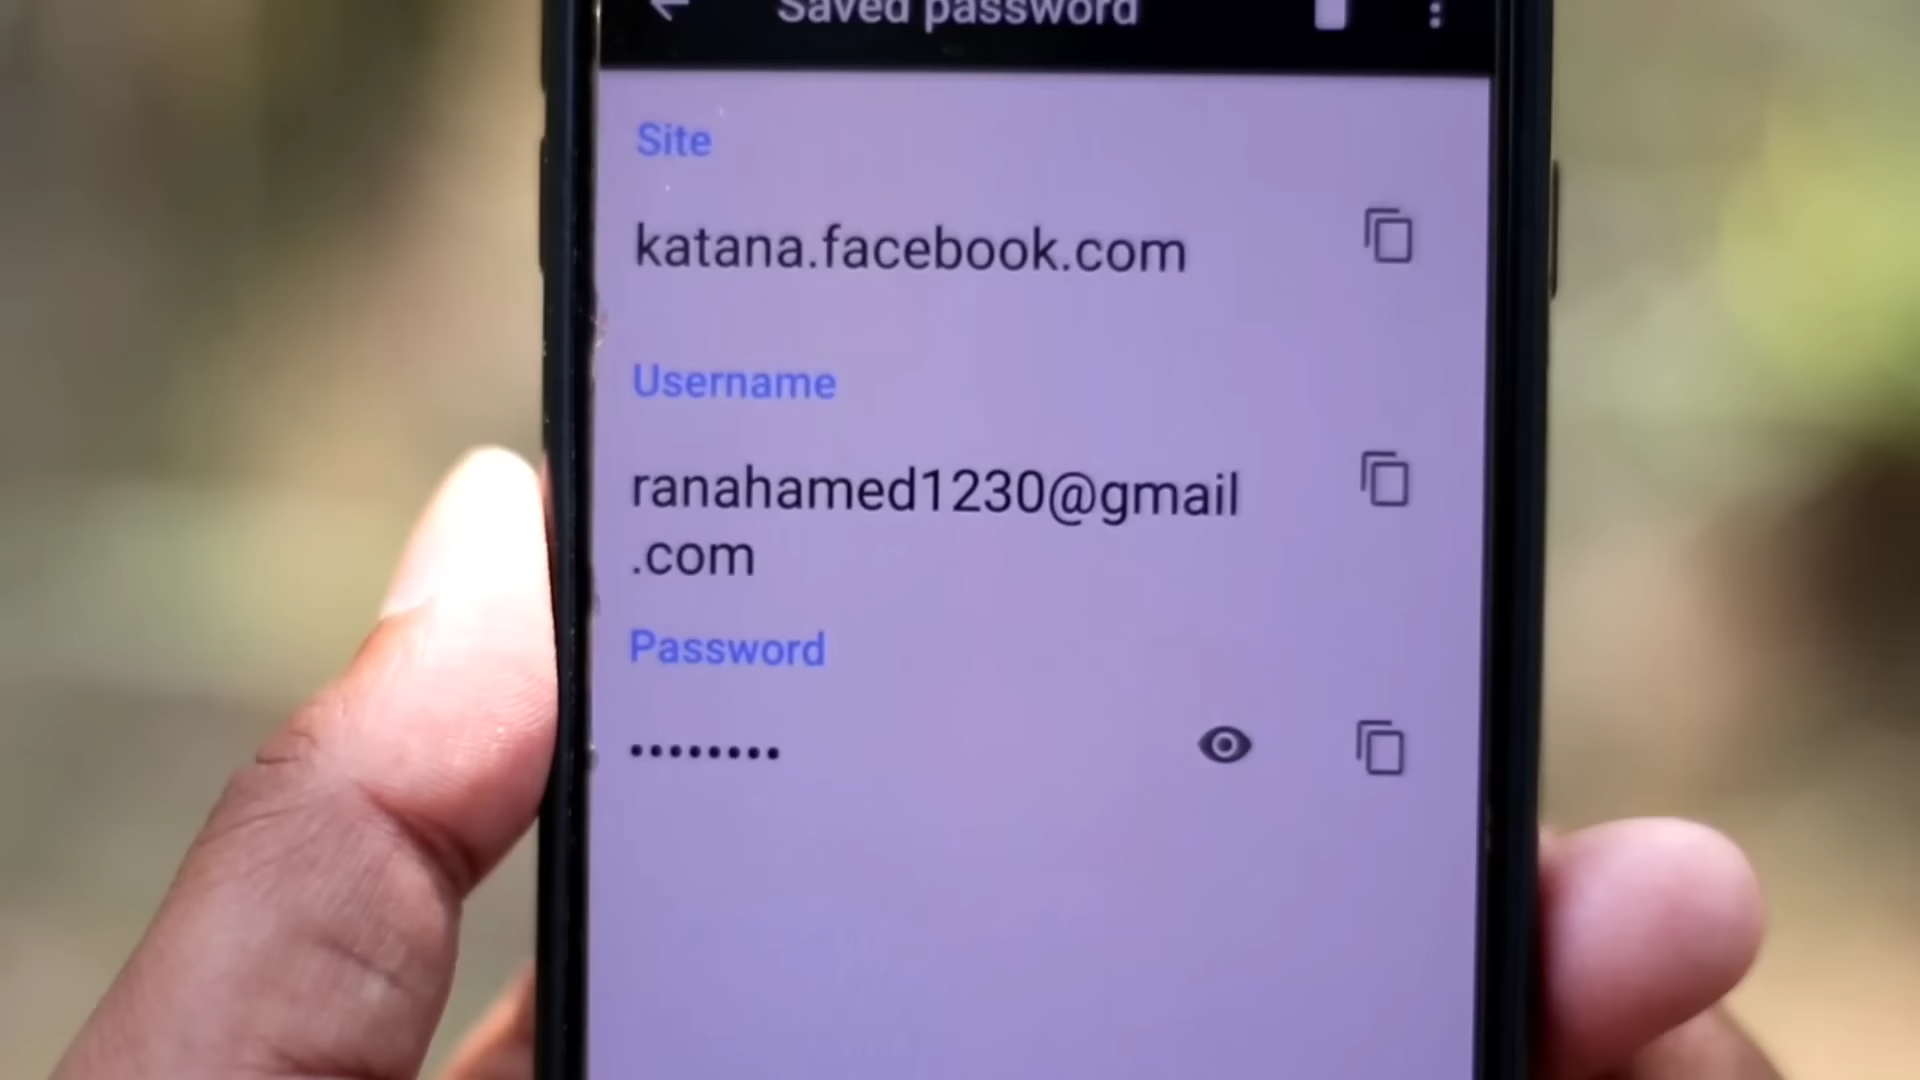 Saved password
Site
katana.facebook.com
Username
ranahamed1230@gmail
.com
Password
••••••••